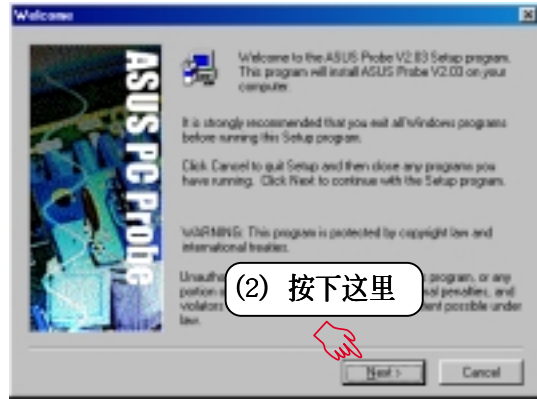 Welcome
ASUS PC Probe
Welcome to the ASUS Probe V2.03 Setup program.
This program will install ASUS Probe V2.03 on your
computer.
It is strongly recommended that you exit all Windows programs
before running this Setup program.
Click Cancel to quit Setup and then close any programs you
have running. Click Next to continue with the Setup program.
WARNING: This program is protected by copyright law and
international treaties.
program, or any
portion
penalties, and
violators
possible under
law.
(2) 按下这里
Next >
Cancel